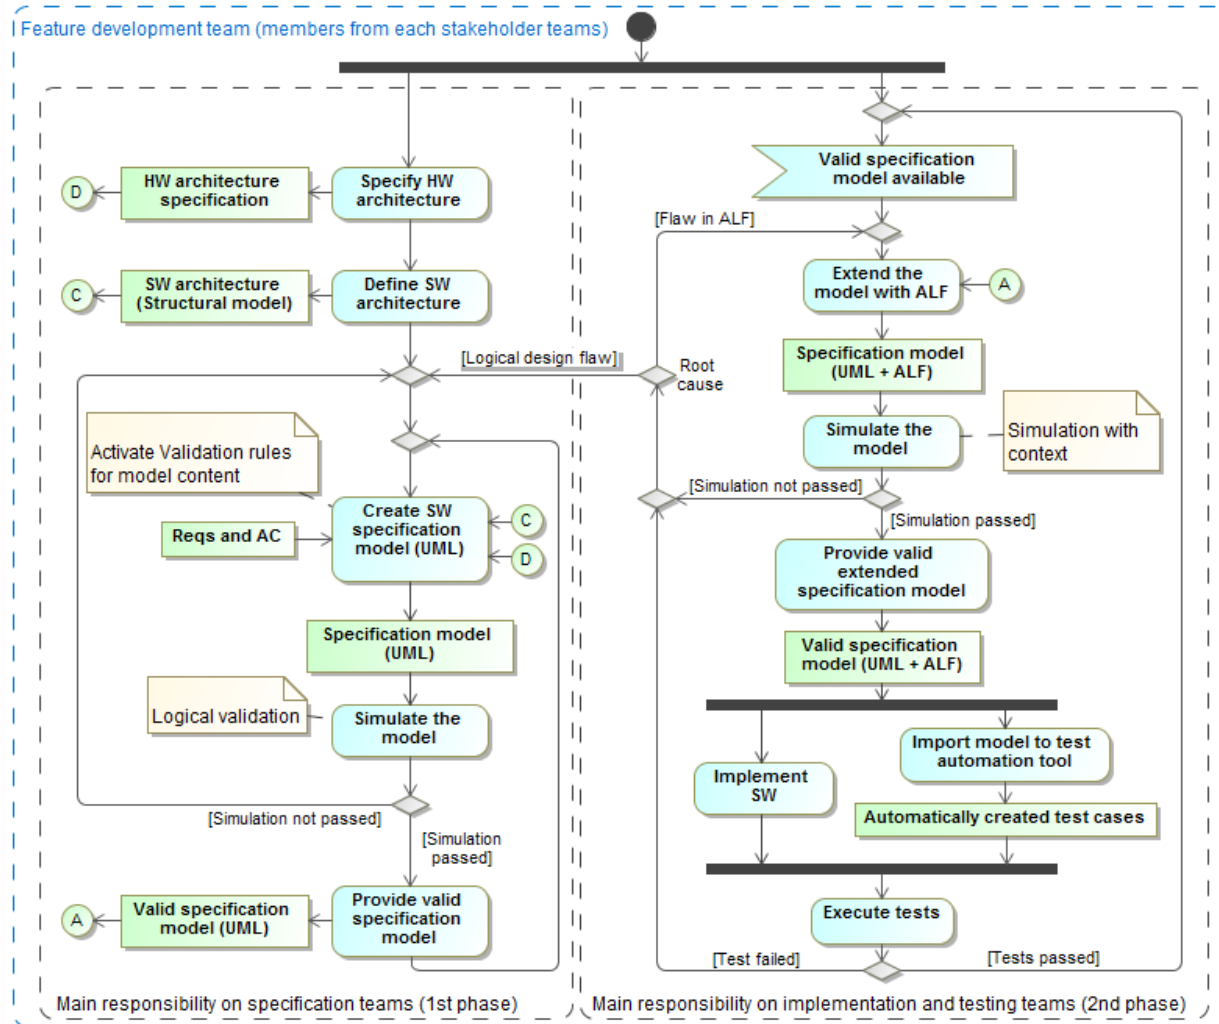 Feature development team (members from each stakeholder teams)
D
HW architecture
specification
Specify HW
architecture
C
SW architecture
(Structural model)
Define SW
architecture
[Logical design flaw]
Activate Validation rules
for model content
Reqs and AC
Create SW
specification
model (UML)
C
D
Specification model
(UML)
Logical validation
Simulate the
model
[Simulation not passed]
[Simulation
passed]
A
Valid specification
model (UML)
Provide valid
specification
model
Main responsibility on specification teams (1st phase)
Valid specification
model available
[Flaw in ALF]
Extend the
model with ALF
A
Root
cause
Specification model
(UML + ALF)
Simulate the
model
Simulation with
context
[Simulation not passed]
[Simulation passed]
Provide valid
extended
specification model
Valid specification
model (UML + ALF)
Implement
SW
Import model to test
automation tool
Automatically created test cases
Execute tests
[Test failed]
[Tests passed]
Main responsibility on implementation and testing teams (2nd phase)